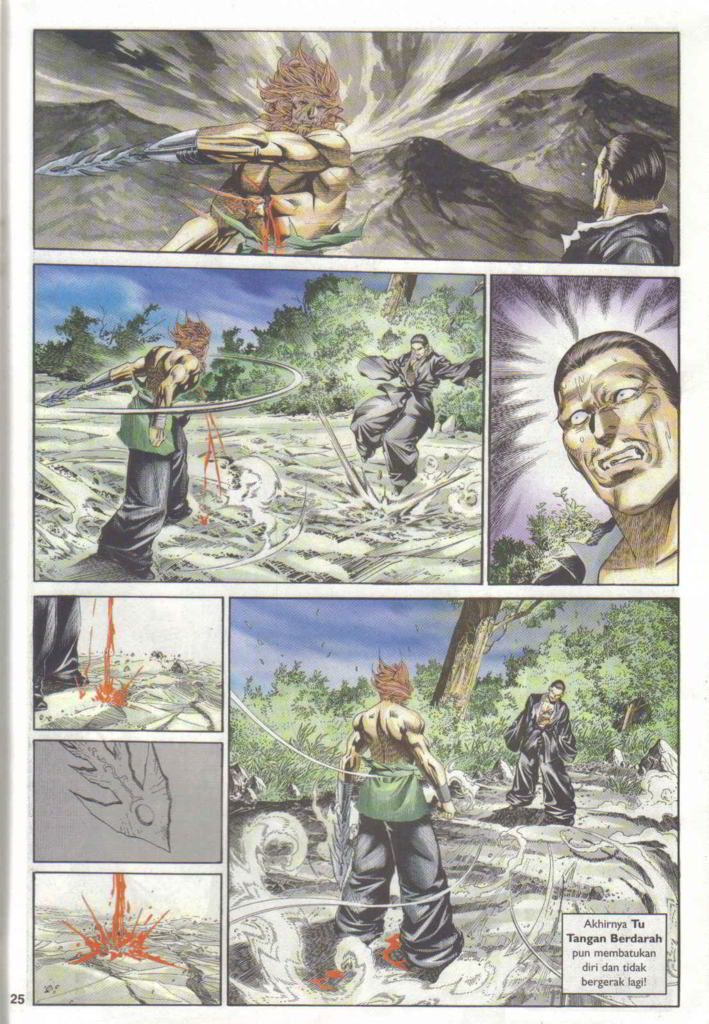 Akhirnya Tu
Tangan Berdarah
pun membatukan
diri dan tidak
bergerak lagi!
25